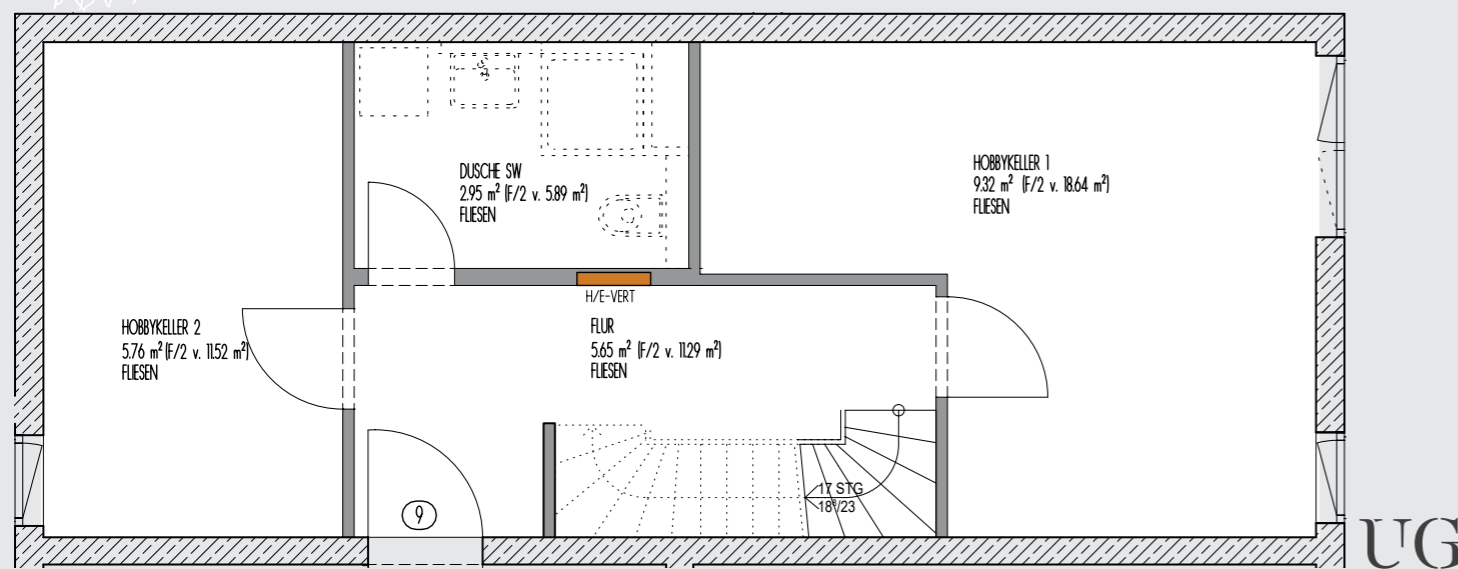 DUSCHE SW
2.95 m² (F/2 v. 5.89 m²)
FLIESEN
HOBBYKELLER 1
9.32 m² (F/2 v. 18.64 m²)
FLIESEN
H/E-VERT
HOBBYKELLER 2
5.76 m² (F/2 v. 11.52 m²)
FLIESEN
FLUR
5.65 m² (F/2 v. 11.29 m²)
FLIESEN
17 STG
18⁸/23
9
UG